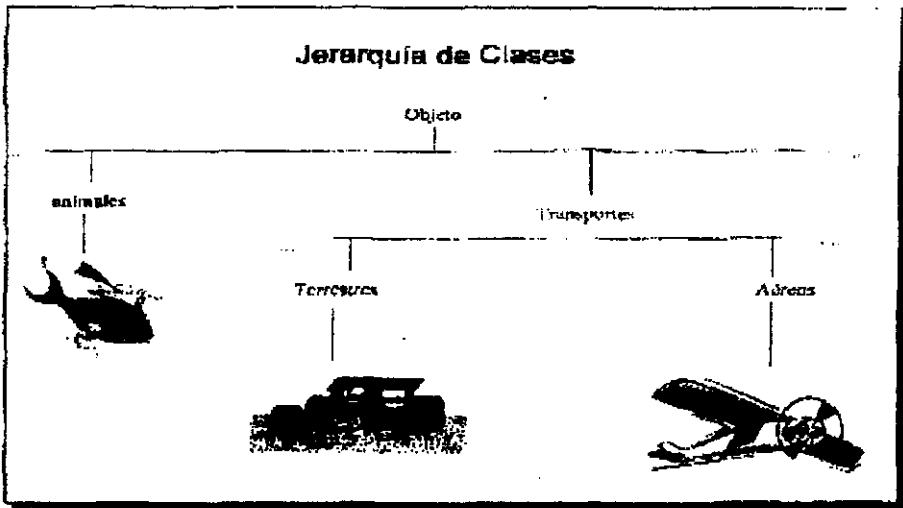 Jerarquía de Clases
Objeto
animales
Transportes
Terrestres
Aéreos